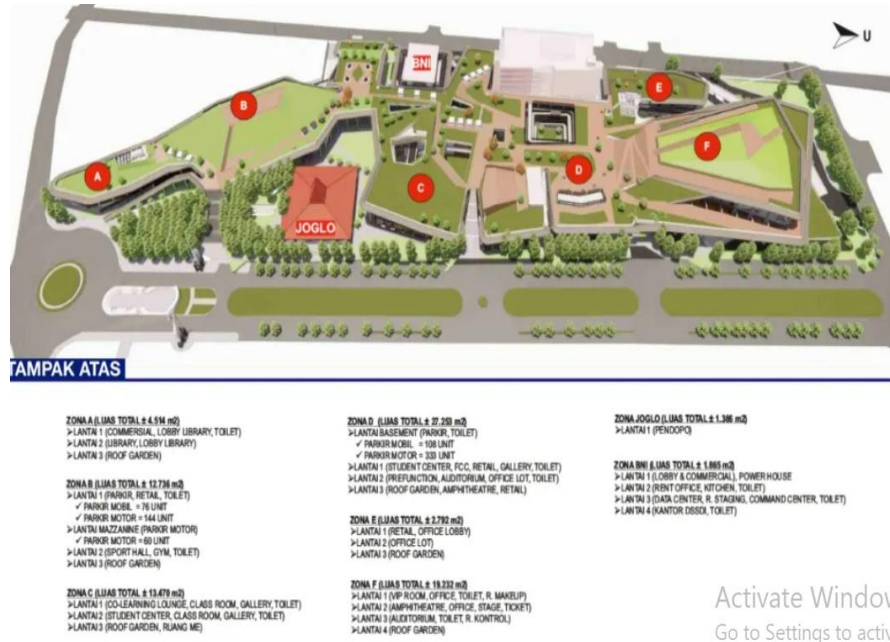 U
BNI
E
B
F
A
D
C
JOGLO
TAMPAK ATAS
ZONA A (LUAS TOTAL ± 4.514 m2)
➢LANTAI 1 (COMMERSIAL, LOBBY LIBRARY, TOILET)
➢LANTAI 2 (LIBRARY, LOBBY LIBRARY)
➢LANTAI 3 (ROOF GARDEN)
ZONA B (LUAS TOTAL ± 12.736 m2)
➢LANTAI 1 (PARKIR, RETAIL, TOILET)
✓ PARKIR MOBIL = 76 UNIT
✓ PARKIR MOTOR = 144 UNIT
➢LANTAI MAZZANINE (PARKIR MOTOR)
✓ PARKIR MOTOR = 60 UNIT
➢LANTAI 2 (SPORT HALL, GYM, TOILET)
➢LANTAI 3 (ROOF GARDEN)
ZONA C (LUAS TOTAL ± 13.470 m2)
➢LANTAI 1 (CO-LEARNING LOUNGE, CLASS ROOM, GALLERY, TOILET)
➢LANTAI 2 (STUDENT CENTER, CLASS ROOM, GALLERY, TOILET)
➢LANTAI 3 (ROOF GARDEN, RUANG ME)
ZONA D (LUAS TOTAL ± 27.253 m2)
➢LANTAI BASEMENT (PARKIR, TOILET)
✓ PARKIR MOBIL = 108 UNIT
✓ PARKIR MOTOR = 333 UNIT
➢LANTAI 1 (STUDENT CENTER, FCC, RETAIL, GALLERY, TOILET)
➢LANTAI 2 (PREFUNCTION, AUDITORIUM, OFFICE LOT, TOILET)
➢LANTAI 3 (ROOF GARDEN, AMPHITEATRE, RETAIL)
ZONA E (LUAS TOTAL ± 2.792 m2)
➢LANTAI 1 (RETAIL, OFFICE LOBBY)
➢LANTAI 2 (OFFICE LOT)
➢LANTAI 3 (ROOF GARDEN)
ZONA F (LUAS TOTAL ± 19.232 m2)
➢LANTAI 1 (VIP ROOM, OFFICE, TOILET, R. MAKEUP)
➢LANTAI 2 (AMPHITHEATRE, OFFICE, STAGE, TICKET)
➢LANTAI 3 (AUDITORIUM, TOILET, R. KONTROL)
➢LANTAI 4 (ROOF GARDEN)
ZONA JOGLO (LUAS TOTAL ± 1.386 m2)
➢LANTAI 1 (PENDOPO)
ZONA BNI (LUAS TOTAL ± 1.865 m2)
➢LANTAI 1 (LOBBY & COMMERCIAL), POWER HOUSE
➢LANTAI 2 (RENT OFFICE, KITCHEN, TOILET)
➢LANTAI 3 (DATA CENTER, R. STAGING, COMMAND CENTER, TOILET)
➢LANTAI 4 (KANTOR DSSDI, TOILET)
Activate Window
Go to Settings to activ